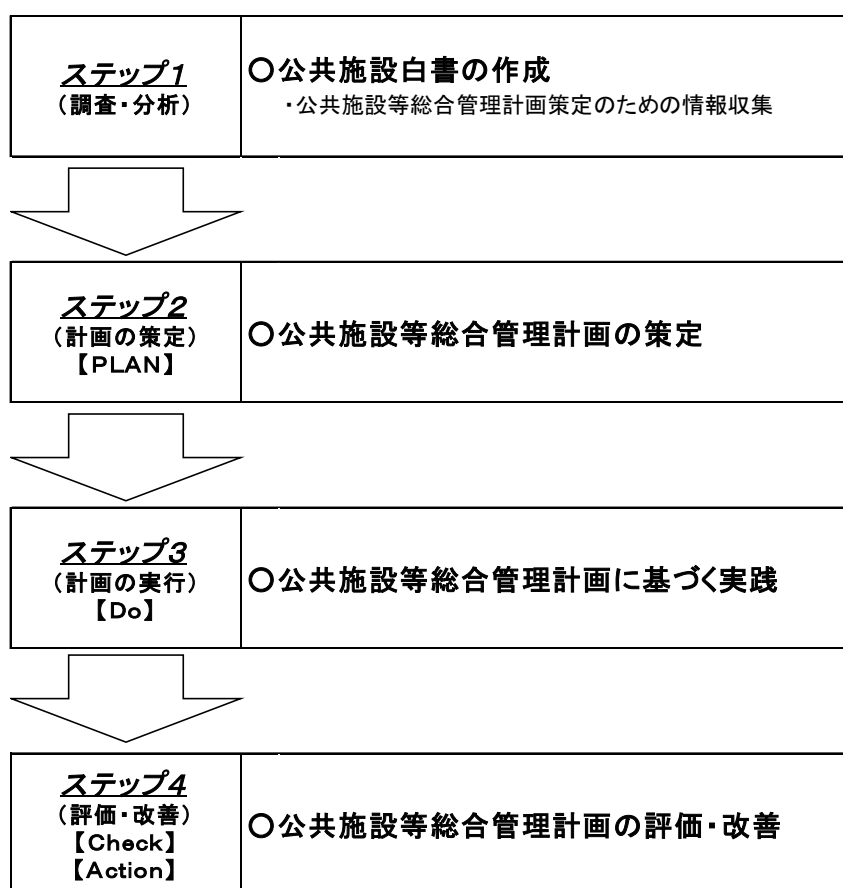 ステップ1
（調査・分析）
○公共施設白書の作成
・公共施設等総合管理計画策定のための情報収集
ステップ2
（計画の策定）
【PLAN】
○公共施設等総合管理計画の策定
ステップ3
（計画の実行）
【Do】
○公共施設等総合管理計画に基づく実践
ステップ4
（評価・改善）
【Check】
【Action】
○公共施設等総合管理計画の評価・改善